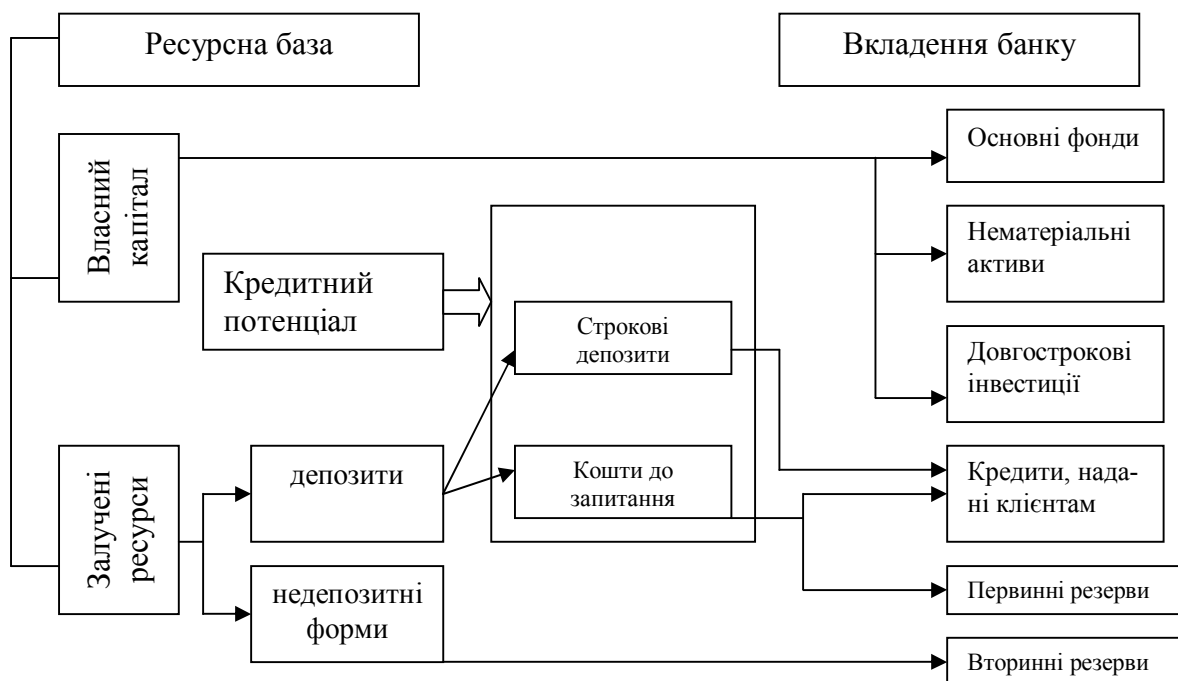 Ресурсна база
Вкладення банку
Власний
капітал
Основні фонди
Нематеріальні
активи
Кредитний
потенціал
Строкові
депозити
Довгострокові
інвестиції
Залучені
ресурси
депозити
Кошти до
запитання
Кредити, нада-
ні клієнтам
недепозитні
форми
Первинні резерви
Вторинні резерви